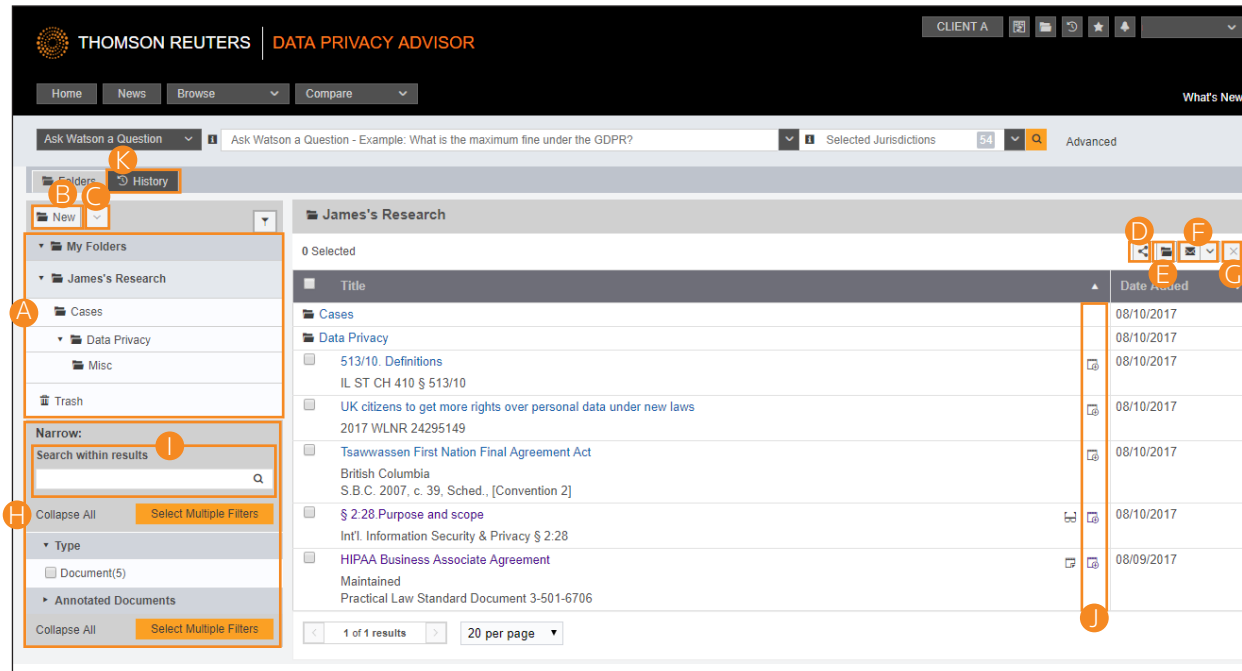 THOMSON REUTERS DATA PRIVACY ADVISOR
CLIENT A
Home News Browse Compare
What's New
Ask Watson a Question Ask Watson a Question - Example: What is the maximum fine under the GDPR? Selected Jurisdictions 54 Advanced
K
Folders History
B C
New
James's Research
My Folders
0 Selected
D F
E G
James's Research
Title Date Added
A
Cases
Cases 08/10/2017
Data Privacy
Data Privacy 08/10/2017
Misc
513/10. Definitions 08/10/2017
IL ST CH 410 § 513/10
Trash
UK citizens to get more rights over personal data under new laws 08/10/2017
2017 WLNR 24295149
Narrow:
Search within results
I
Tsawwassen First Nation Final Agreement Act 08/10/2017
British Columbia
S.B.C. 2007, c. 39, Sched., [Convention 2]
H
Collapse All Select Multiple Filters
§ 2:28.Purpose and scope 08/10/2017
Int'l. Information Security & Privacy § 2:28
Type
Document(5)
HIPAA Business Associate Agreement 08/09/2017
Maintained
Practical Law Standard Document 3-501-6706
Annotated Documents
J
Collapse All Select Multiple Filters
1 of 1 results 20 per page